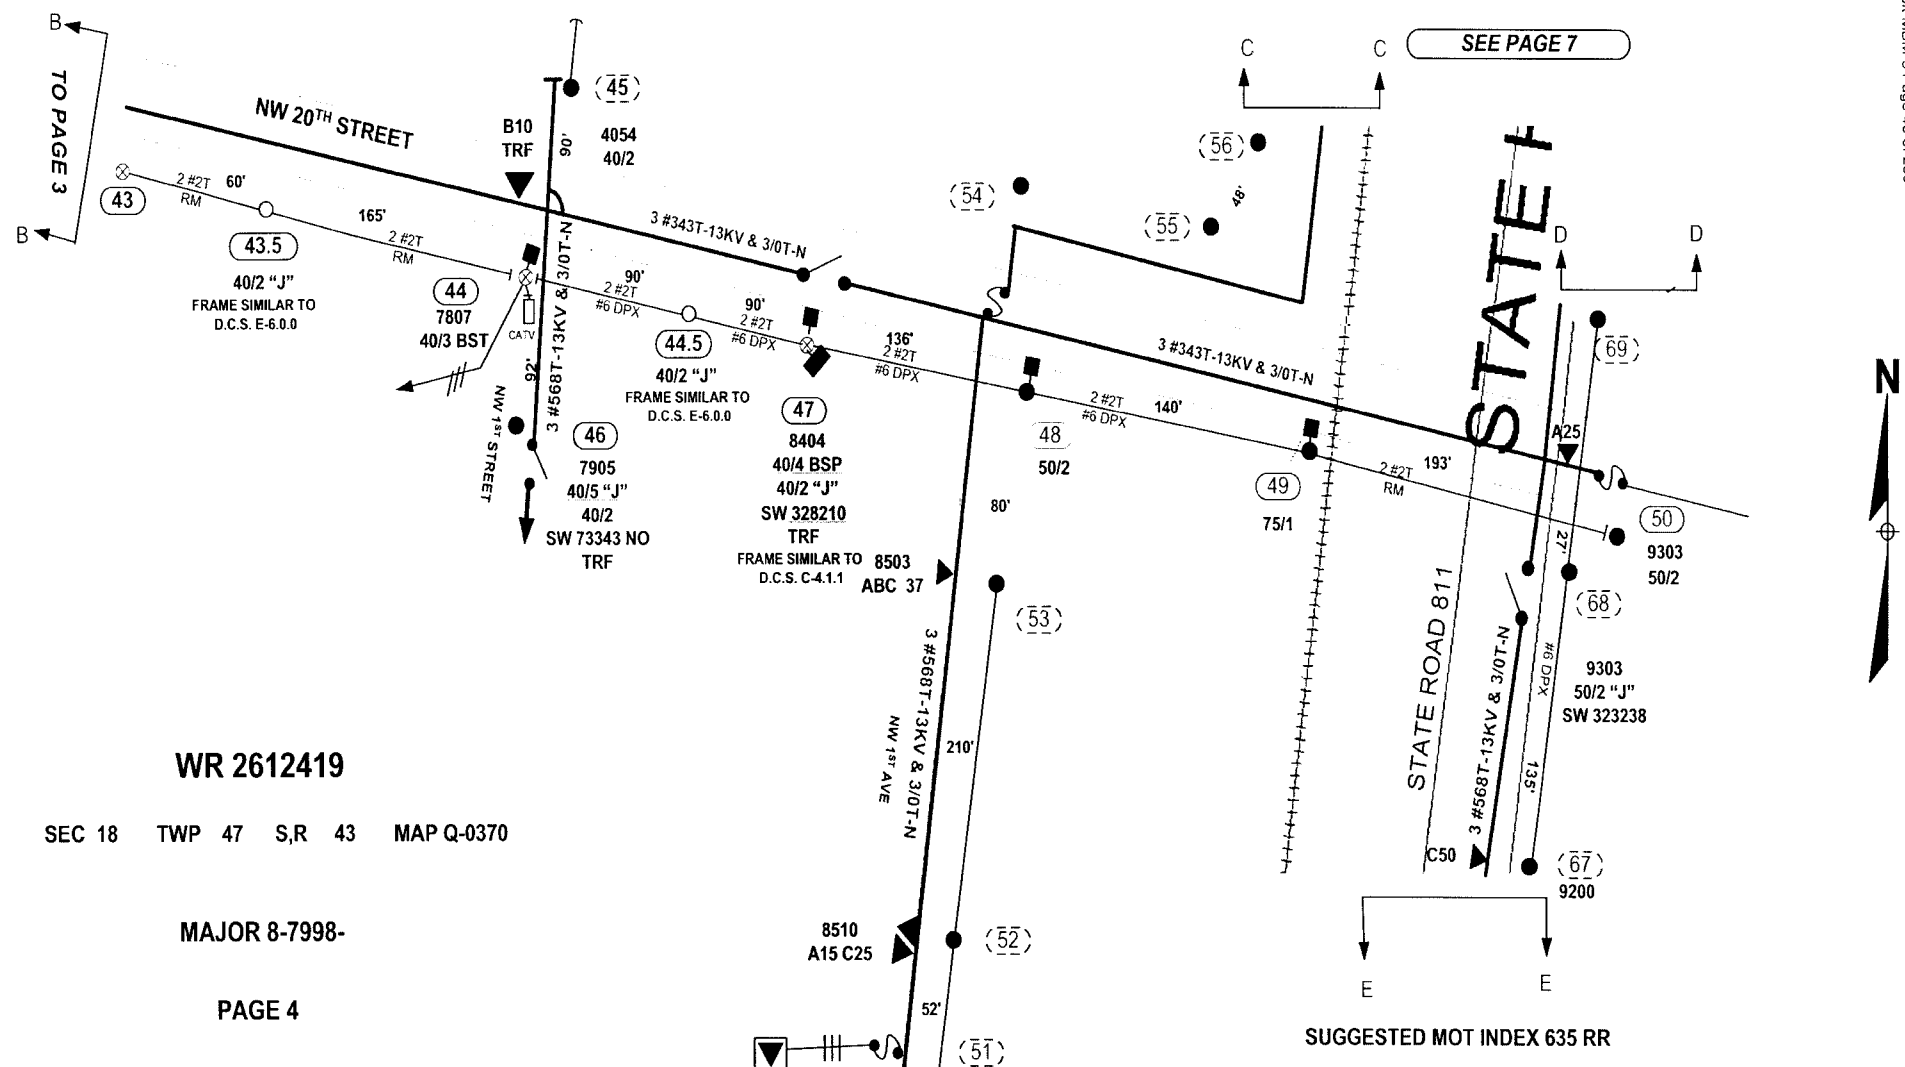 B
TO PAGE 3
B
NW 20TH STREET
B10
TRF
90'
45
4054
40/2
C
C
SEE PAGE 7
56
54
55
48'
STATE
D
D
43
2 #2T
RM
60'
43.5
40/2 “J”
FRAME SIMILAR TO
D.C.S. E-6.0.0
165'
2 #2T
RM
44
7807
40/3 BST
CATV
92'
3 #568T-13KV & 3/0T-N
3 #343T-13KV & 3/0T-N
90'
2 #2T
#6 DPX
44.5
40/2 “J”
FRAME SIMILAR TO
D.C.S. E-6.0.0
90'
2 #2T
#6 DPX
NW 1ST STREET
46
7905
40/5 “J”
40/2
SW 73343 NO
TRF
47
8404
40/4 BSP
40/2 “J”
SW 328210
TRF
FRAME SIMILAR TO
D.C.S. C-4.1.1
136'
2 #2T
#6 DPX
48
50/2
2 #2T
#6 DPX
140'
3 #343T-13KV & 3/0T-N
49
75/1
2 #2T
RM
193'
A25
69
50
9303
50/2
27'
68
9303
50/2 “J”
SW 323238
#6 DPX
STATE ROAD 811
3 #568T-13KV & 3/0T-N
135'
C50
67
9200
E
E
80'
8503
ABC 37
53
3 #568T-13KV & 3/0T-N
NW 1ST AVE
210'
8510
A15 C25
52
52'
51
N
WR 2612419
SEC 18 TWP 47 S,R 43 MAP Q-0370
MAJOR 8-7998-
PAGE 4
SUGGESTED MOT INDEX 635 RR